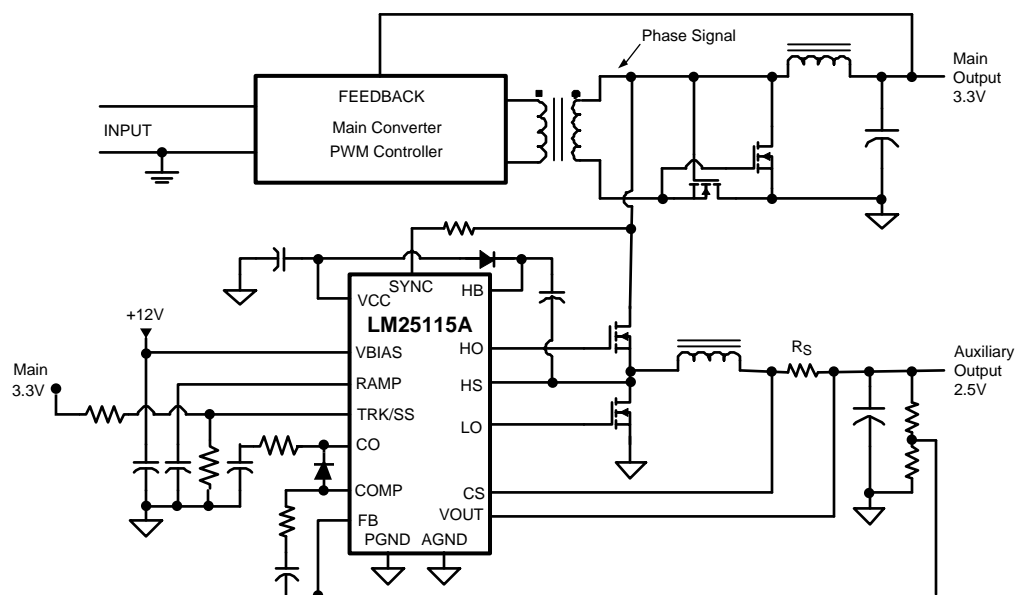 Phase Signal
Main
Output
3.3V
FEEDBACK
Main Converter
PWM Controller
INPUT
SYNC
VCC
HB
LM25115A
+12V
VBIAS
HO
Main
3.3V
RAMP
HS
RS
Auxiliary
Output
2.5V
TRK/SS
LO
CO
COMP
CS
VOUT
FB
PGND
AGND